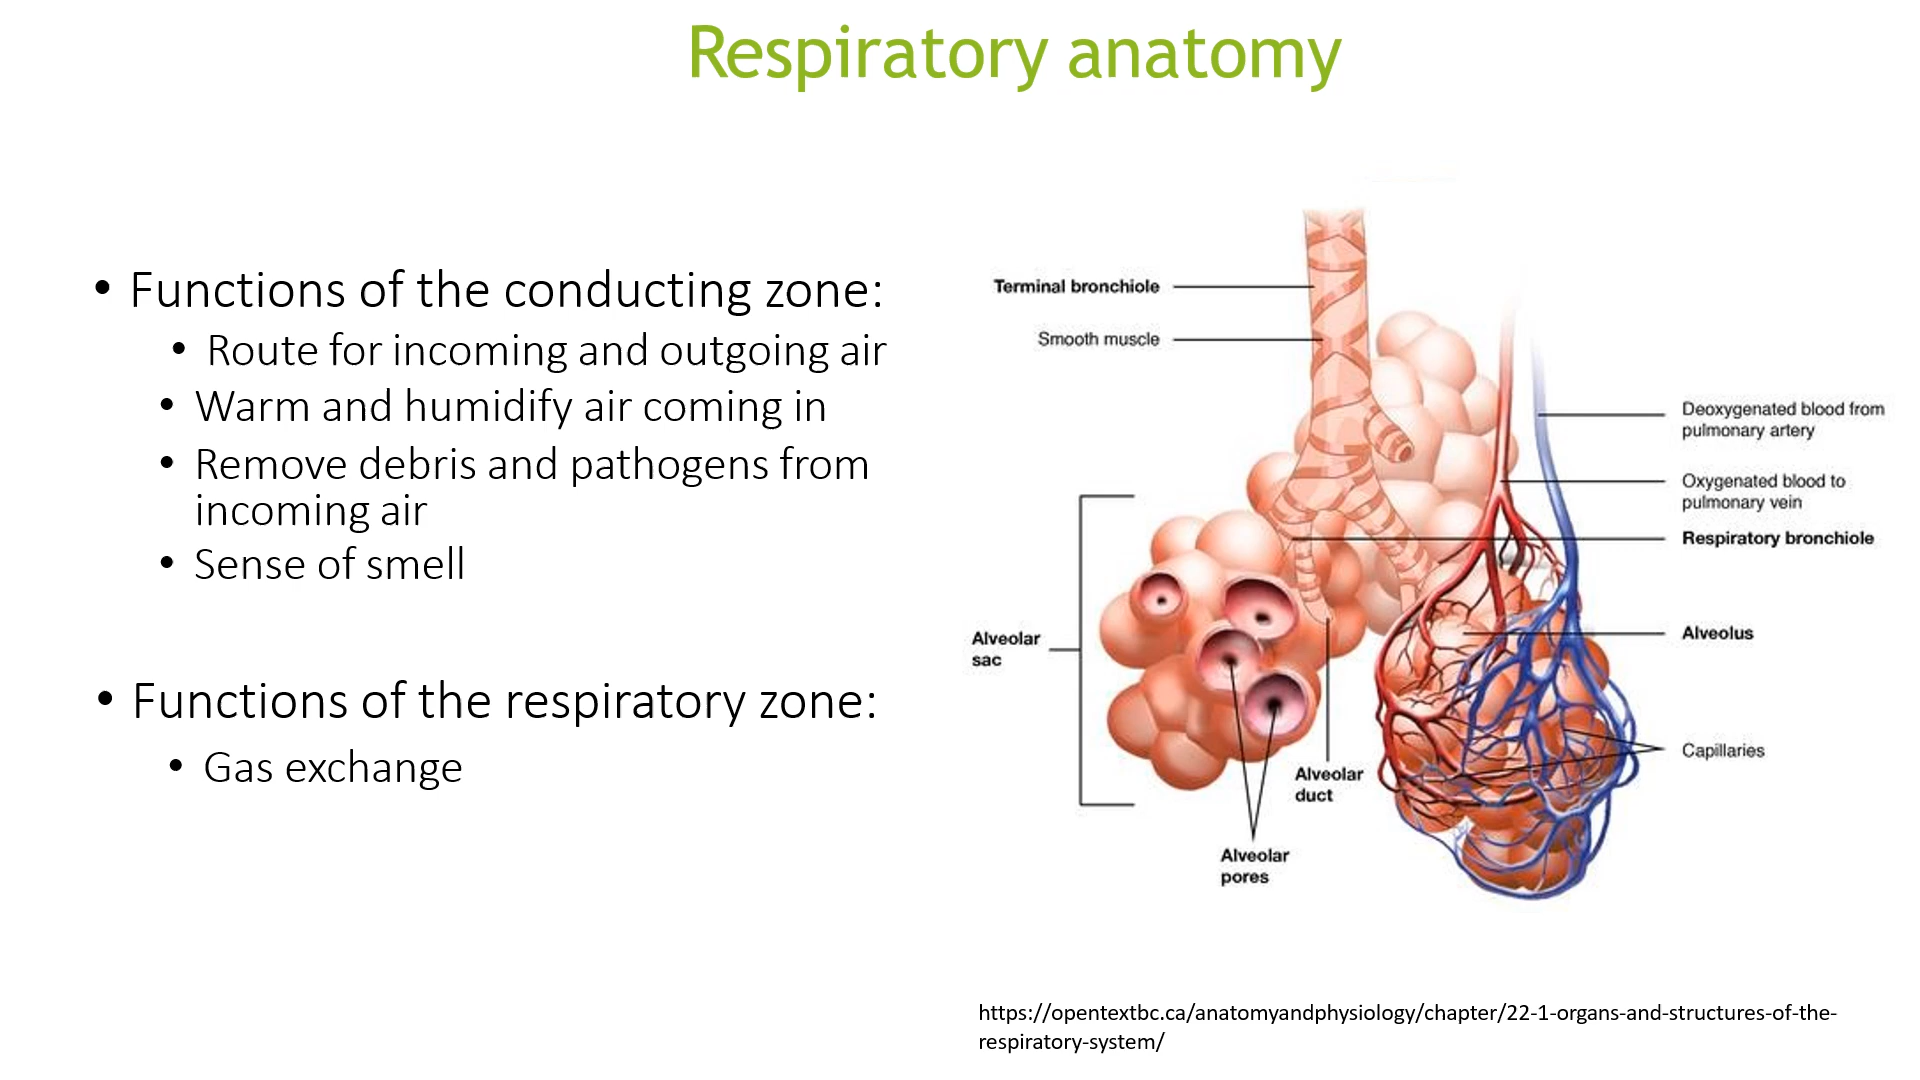 Respiratory anatomy
• Functions of the conducting zone:
• Route for incoming and outgoing air
• Warm and humidify air coming in
• Remove debris and pathogens from
incoming air
• Sense of smell
• Functions of the respiratory zone:
• Gas exchange
Terminal bronchiole
Smooth muscle
Deoxygenated blood from
pulmonary artery
Oxygenated blood to
pulmonary vein
Respiratory bronchiole
Alveolar
sac
Alveolus
Capillaries
Alveolar
duct
Alveolar
pores
https://opentextbc.ca/anatomyandphysiology/chapter/22-1-organs-and-structures-of-the-
respiratory-system/